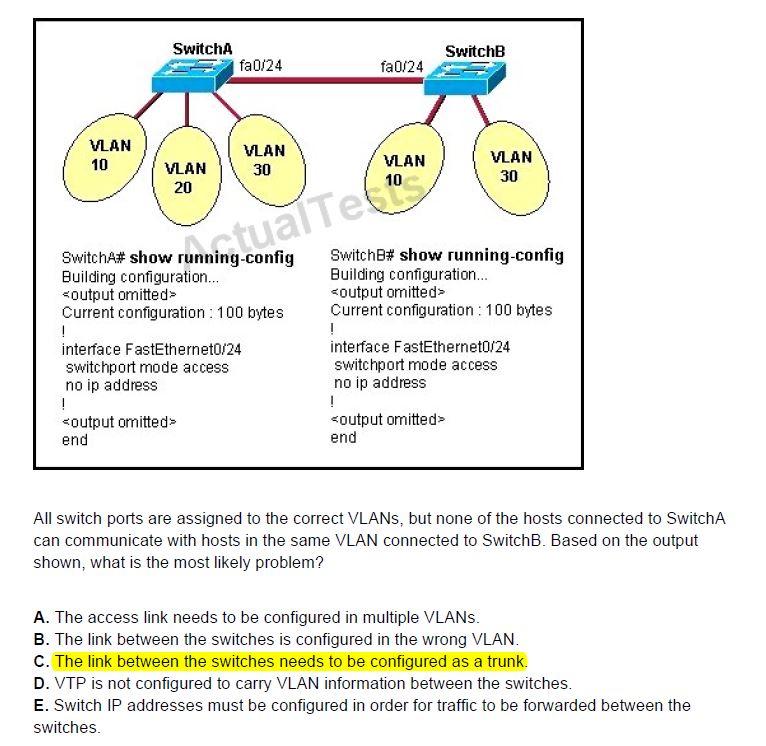 SwitchA
SwitchB
fa0/24
fa0/24
VLAN
10
VLAN
20
VLAN
30
VLAN
10
VLAN
30
ActualTests
SwitchA# show running-config
Building configuration...
<output omitted>
Current configuration : 100 bytes
!
interface FastEthernet0/24
switchport mode access
no ip address
!
<output omitted>
end
SwitchB# show running-config
Building configuration...
<output omitted>
Current configuration : 100 bytes
!
interface FastEthernet0/24
switchport mode access
no ip address
!
<output omitted>
end
All switch ports are assigned to the correct VLANs, but none of the hosts connected to SwitchA
can communicate with hosts in the same VLAN connected to SwitchB. Based on the output
shown, what is the most likely problem?
A. The access link needs to be configured in multiple VLANs.
B. The link between the switches is configured in the wrong VLAN.
C. The link between the switches needs to be configured as a trunk.
D. VTP is not configured to carry VLAN information between the switches.
E. Switch IP addresses must be configured in order for traffic to be forwarded between the
switches.